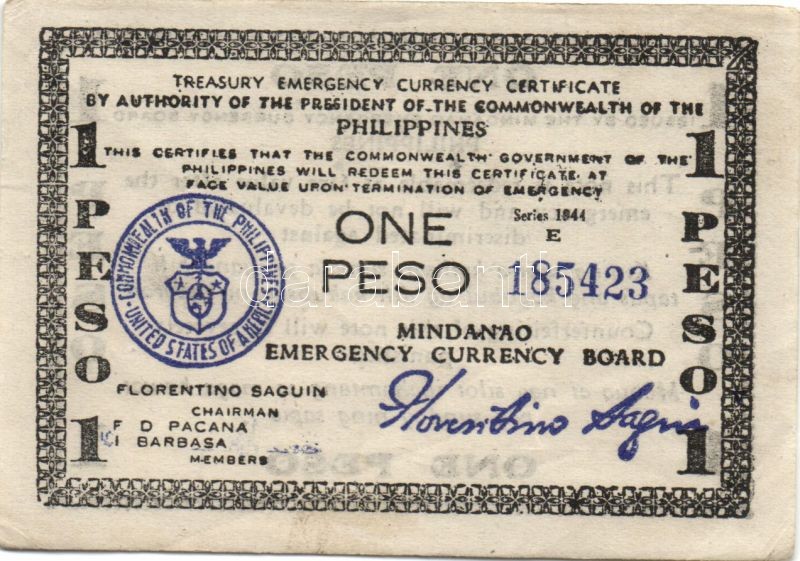 TREASURY EMERGENCY CURRENCY CERTIFICATE
BY AUTHORITY OF THE PRESIDENT OF THE COMMONWEALTH OF THE
PHILIPPINES
THIS CERTIFIES THAT THE COMMONWEALTH GOVERNMENT OF THE
PHILIPPINES WILL REDEEM THIS CERTIFICATE AT
FACE VALUE UPON TERMINATION OF EMERGENCY
1 PESO 1
COMMONWEALTH OF THE PHILIPPINES
UNITED STATES OF AMERICA
ONE
PESO
Series 1944
E
185423
MINDANAO
EMERGENCY CURRENCY BOARD
FLORENTINO SAGUIN
CHAIRMAN
F D PACANA
I BARBASA
MEMBERS
Florentino Saguin
1 PESO 1
darabanth
ONE PESO